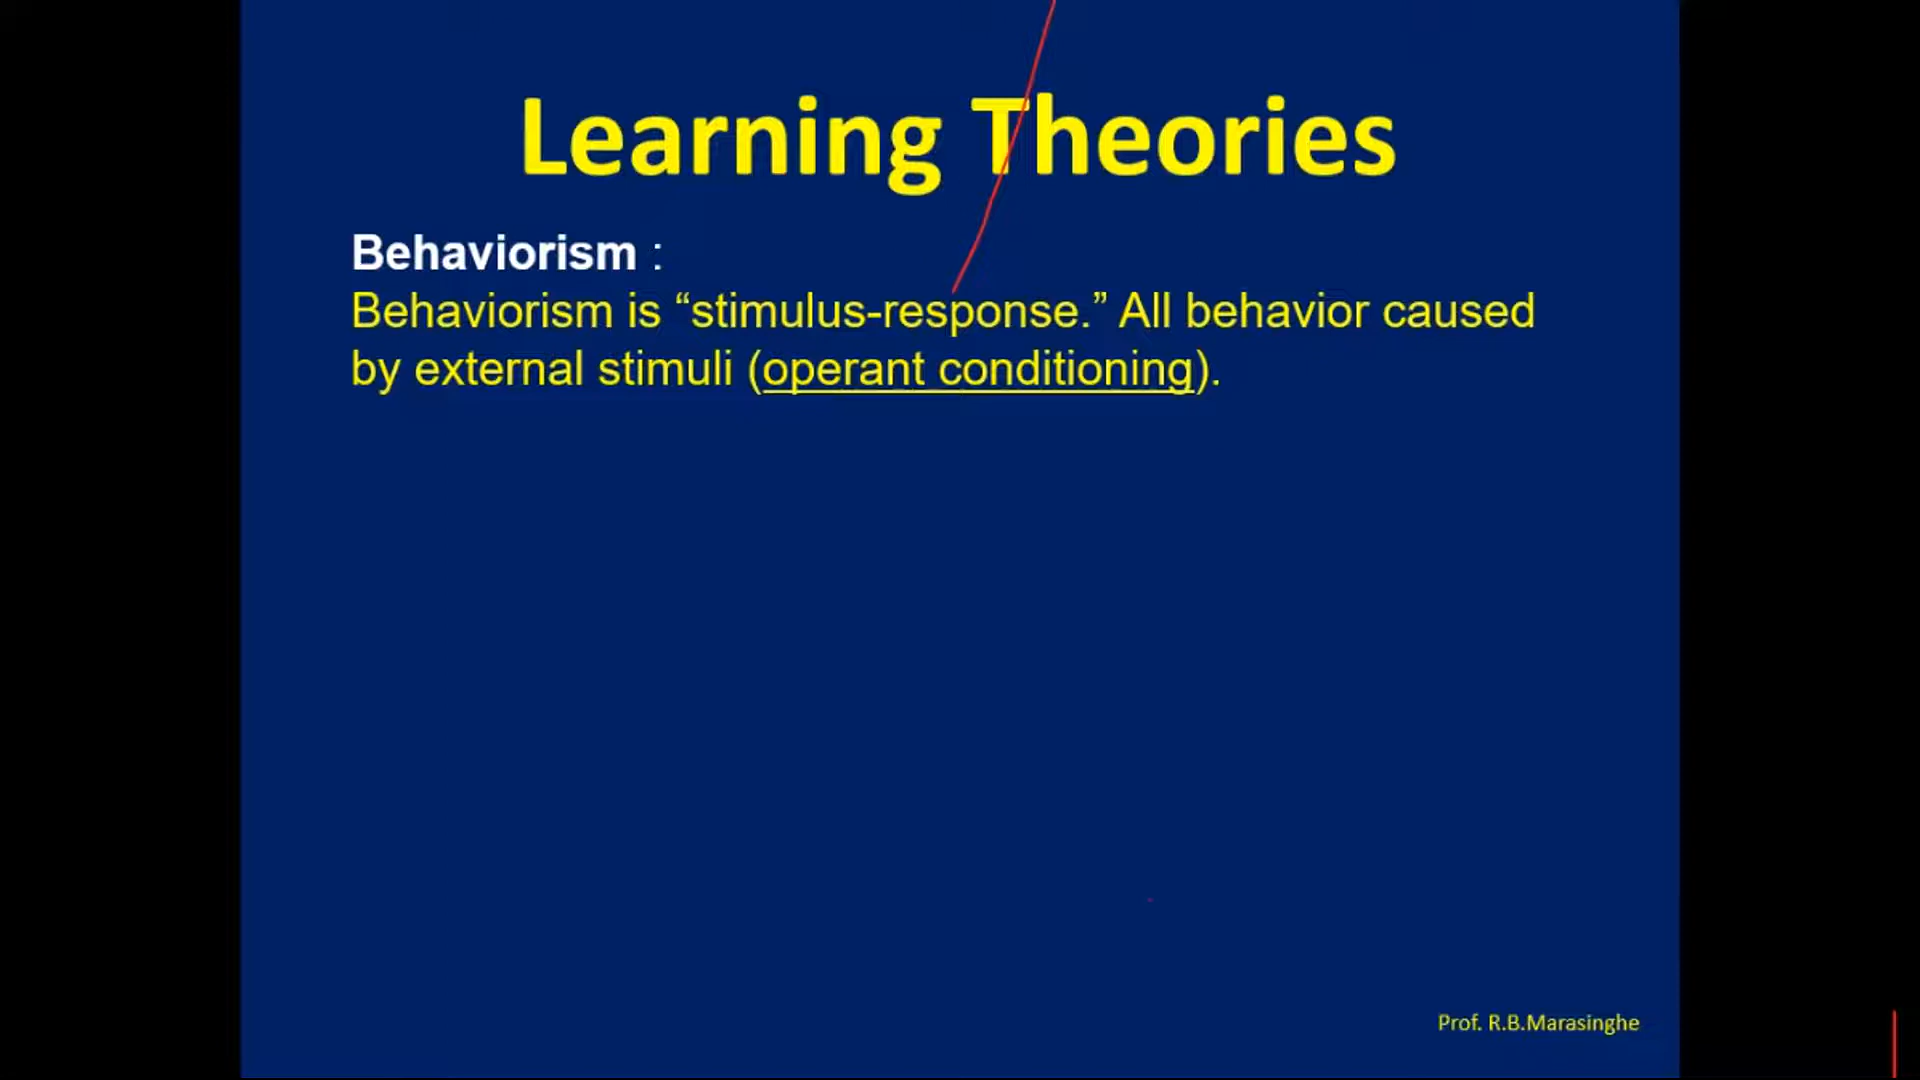 Learning Theories
Behaviorism :
Behaviorism is “stimulus-response.” All behavior caused
by external stimuli (operant conditioning).
Prof. R.B.Marasinghe